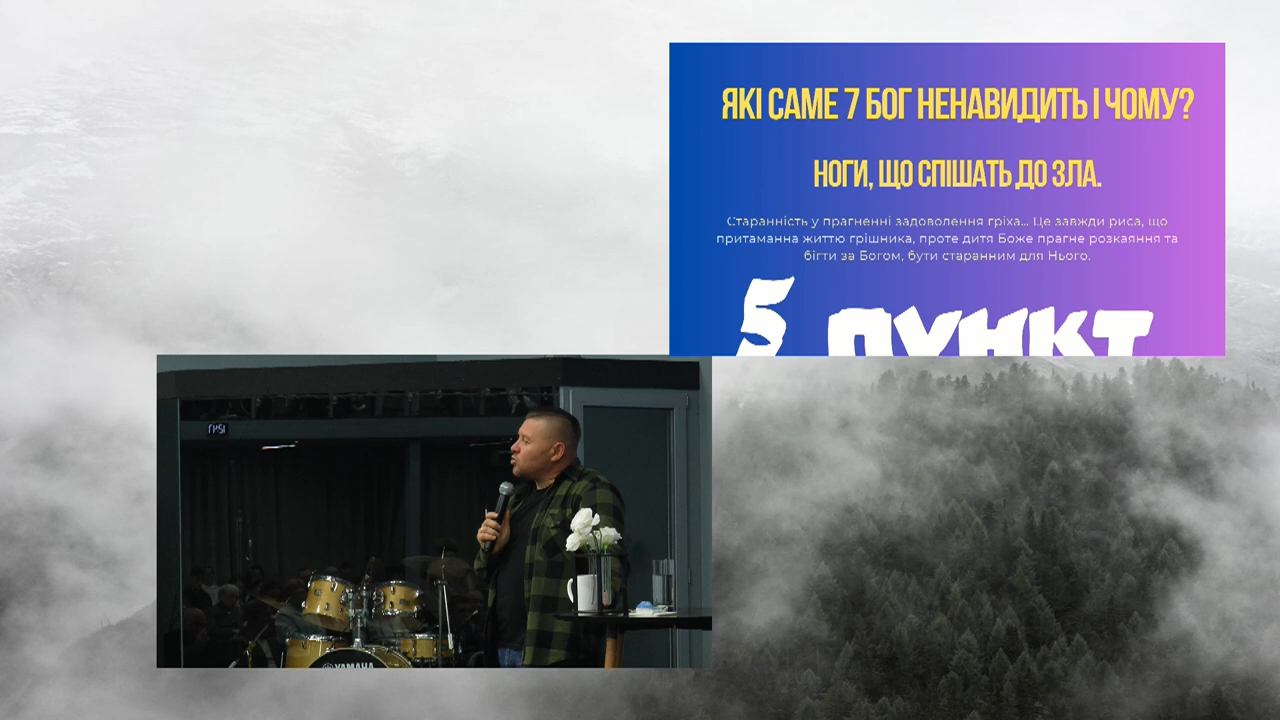 ЯКІ САМЕ 7 БОГ НЕНАВИДИТЬ І ЧОМУ?
НОГИ, ЩО СПІШАТЬ ДО ЗЛА.
Старанність у прагненні задоволення гріха... Це завжди риса, що
притаманна життю грішника, проте дитя Боже прагне розкаяння та
бігти за Богом, бути старанним для Нього.
5 ПУНКТ
YAMAHA